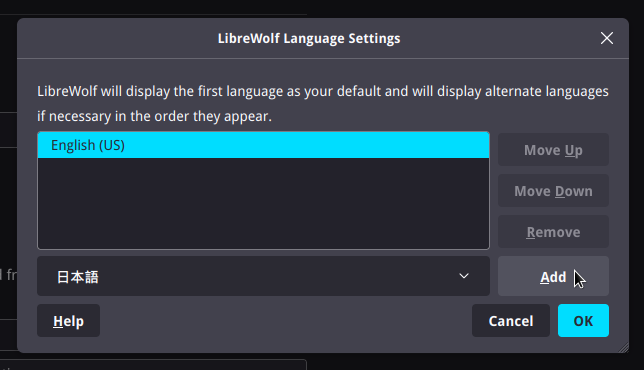 LibreWolf Language Settings
LibreWolf will display the first language as your default and will display alternate languages
if necessary in the order they appear.
English (US)
Move Up
Move Down
Remove
日本語
Add
Help
Cancel
OK